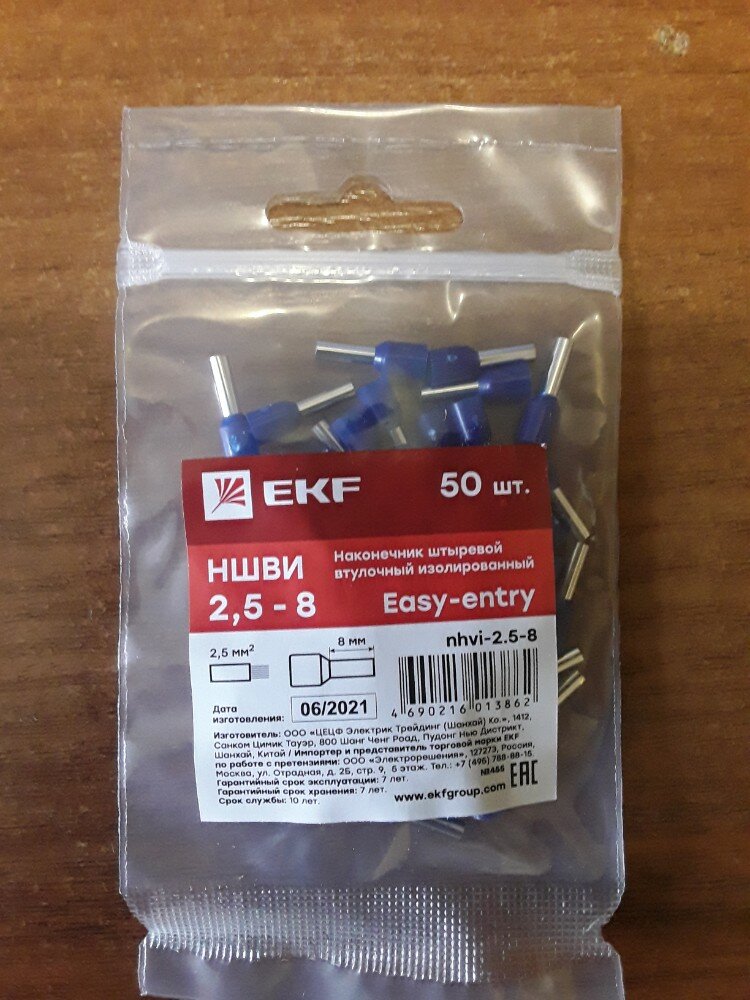 EKF
50 шт.
НШВИ
2,5 - 8
Наконечник штыревой
втулочный изолированный
Easy-entry
nhvi-2.5-8
2,5 мм²
8 мм
4 690216 013862
Дата
изготовления:
06/2021
Изготовитель: ООО «ЦЕЦФ Электрик Трейдинг (Шанхай) Ко.», 1412,
Санком Цимик Тауэр, 800 Шанг Ченг Роад, Пудонг Нью Дистрикт,
Шанхай, Китай / Импортер и представитель торговой марки EKF
по работе с претензиями: ООО «Электрорешения», 127273, Россия,
Москва, ул. Отрадная, д. 2Б, стр. 9, 5 этаж. Тел.: +7 (495) 788-88-15
Гарантийный срок эксплуатации: 7 лет.
Гарантийный срок хранения: 7 лет.
Срок службы: 10 лет.
www.ekfgroup.com
EAC